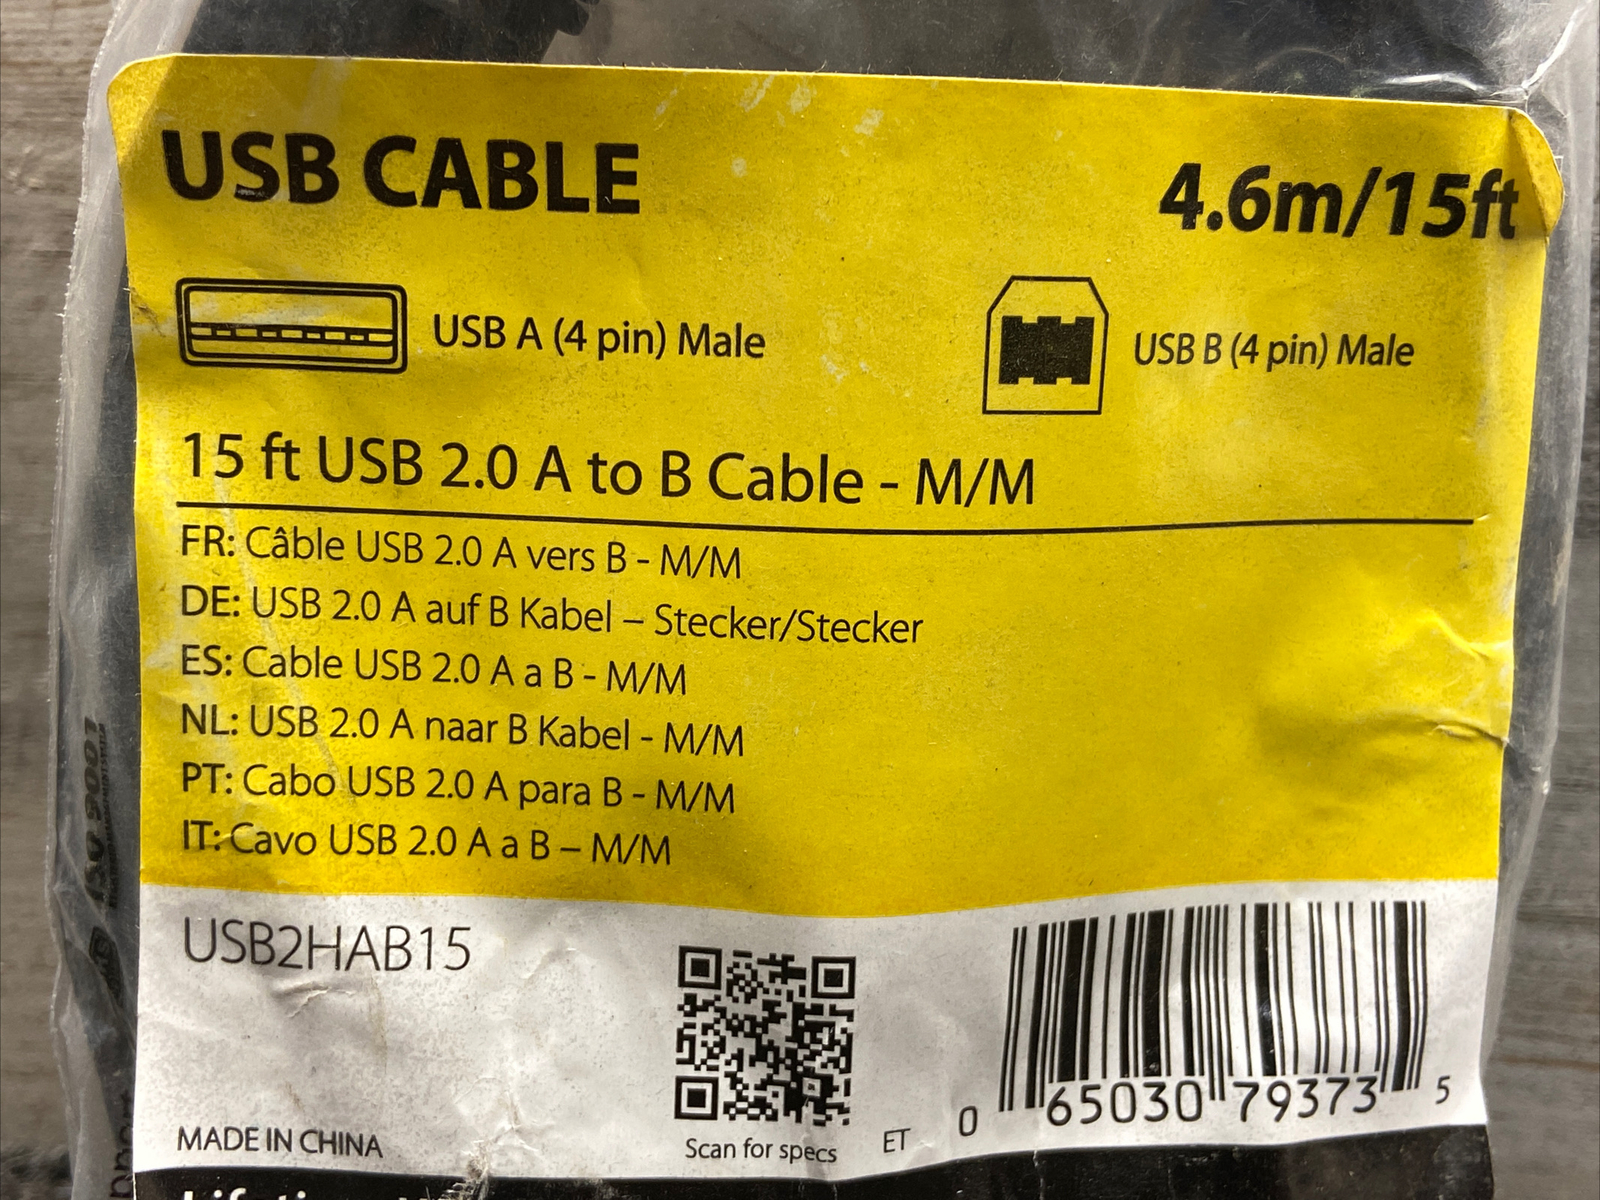 USB CABLE
4.6m/15ft
USB A (4 pin) Male
USB B (4 pin) Male
15 ft USB 2.0 A to B Cable - M/M
FR: Câble USB 2.0 A vers B - M/M
DE: USB 2.0 A auf B Kabel – Stecker/Stecker
ES: Cable USB 2.0 A a B - M/M
NL: USB 2.0 A naar B Kabel - M/M
PT: Cabo USB 2.0 A para B - M/M
IT: Cavo USB 2.0 A a B – M/M
ISO 9001
USB2HAB15
MADE IN CHINA
Scan for specs
ET
0 65030 79373 5